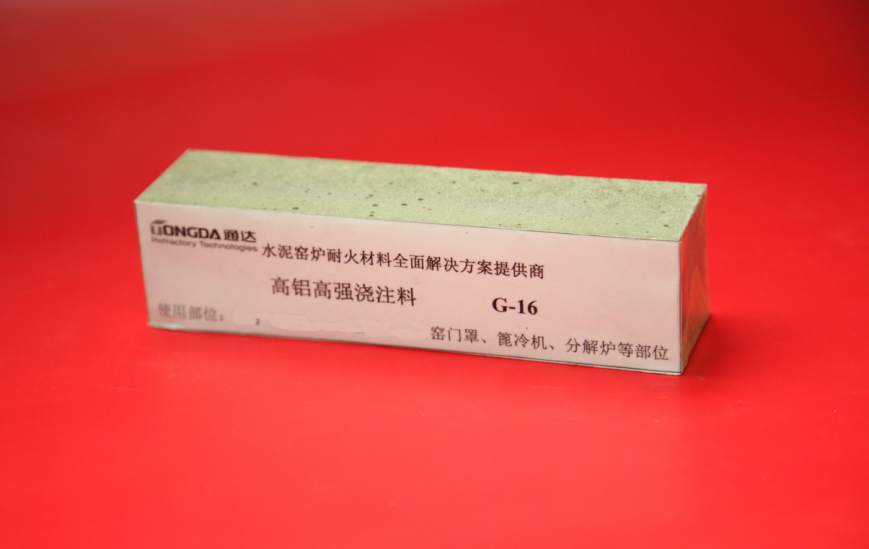 TONGDA 通达
Refractory Technologies
水泥窑炉耐火材料全面解决方案提供商
高铝高强浇注料 G-16
使用部位：
窑门罩、篦冷机、分解炉等部位